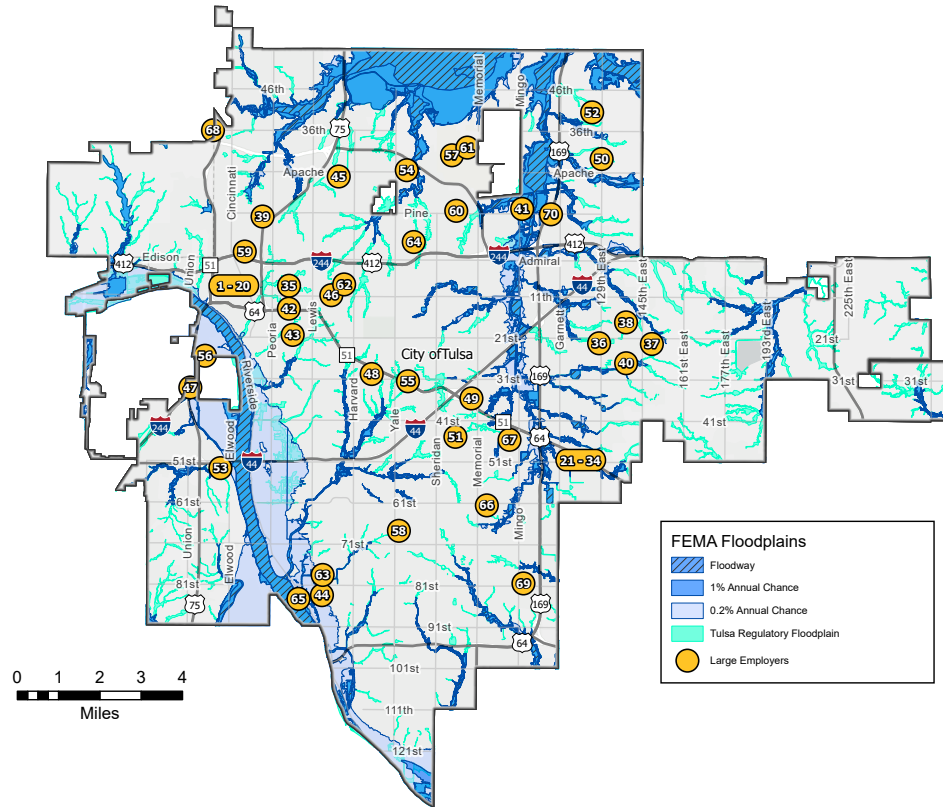 46th
Memorial
Mingo
46th
52
68
36th
75
36th
57
61
169
50
Cincinnati
Apache
45
54
Apache
39
Pine
60
41
70
64
59
412
Edison
Union
51
244
412
244
Admiral
412
1 - 20
35
46
62
44
129th East
145th East
225th East
64
42
Lewis
11th
Garnett
193rd East
Peoria
43
38
21st
36
37
161st East
177th East
21st
56
51
City of Tulsa
40
48
55
31st
169
31st
31st
47
Riverside
Harvard
Yale
49
244
Elwood
44
41st
51
41st
Sheridan
51
67
64
51st
53
44
Memorial
51st
21 - 34
61st
61st
66
Mingo
58
Union
Elwood
71st
63
81st
65
44
81st
69
75
169
91st
64
101st
111th
121st
0 1 2 3 4
Miles
FEMA Floodplains
Floodway
1% Annual Chance
0.2% Annual Chance
Tulsa Regulatory Floodplain
Large Employers